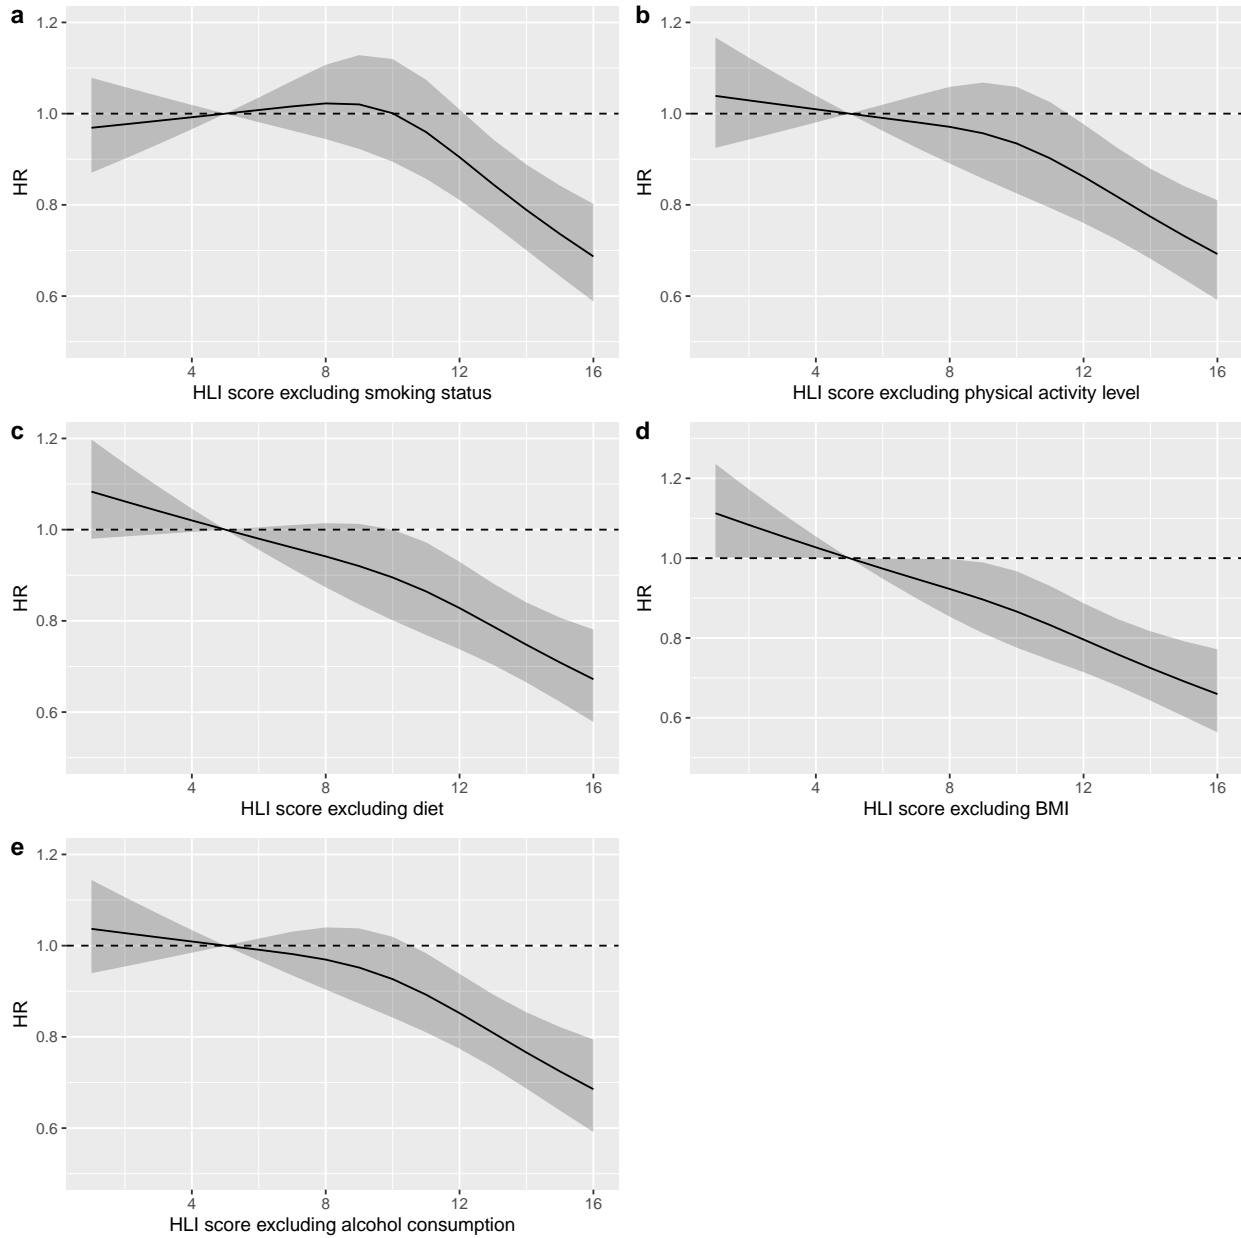 a
1.2
1.0
0.8
0.6
HR
4 8 12 16
HLI score excluding smoking status
b
1.2
1.0
0.8
0.6
HR
4 8 12 16
HLI score excluding physical activity level
c
1.2
1.0
0.8
0.6
HR
4 8 12 16
HLI score excluding diet
d
1.2
1.0
0.8
0.6
HR
4 8 12 16
HLI score excluding BMI
e
1.2
1.0
0.8
0.6
HR
4 8 12 16
HLI score excluding alcohol consumption